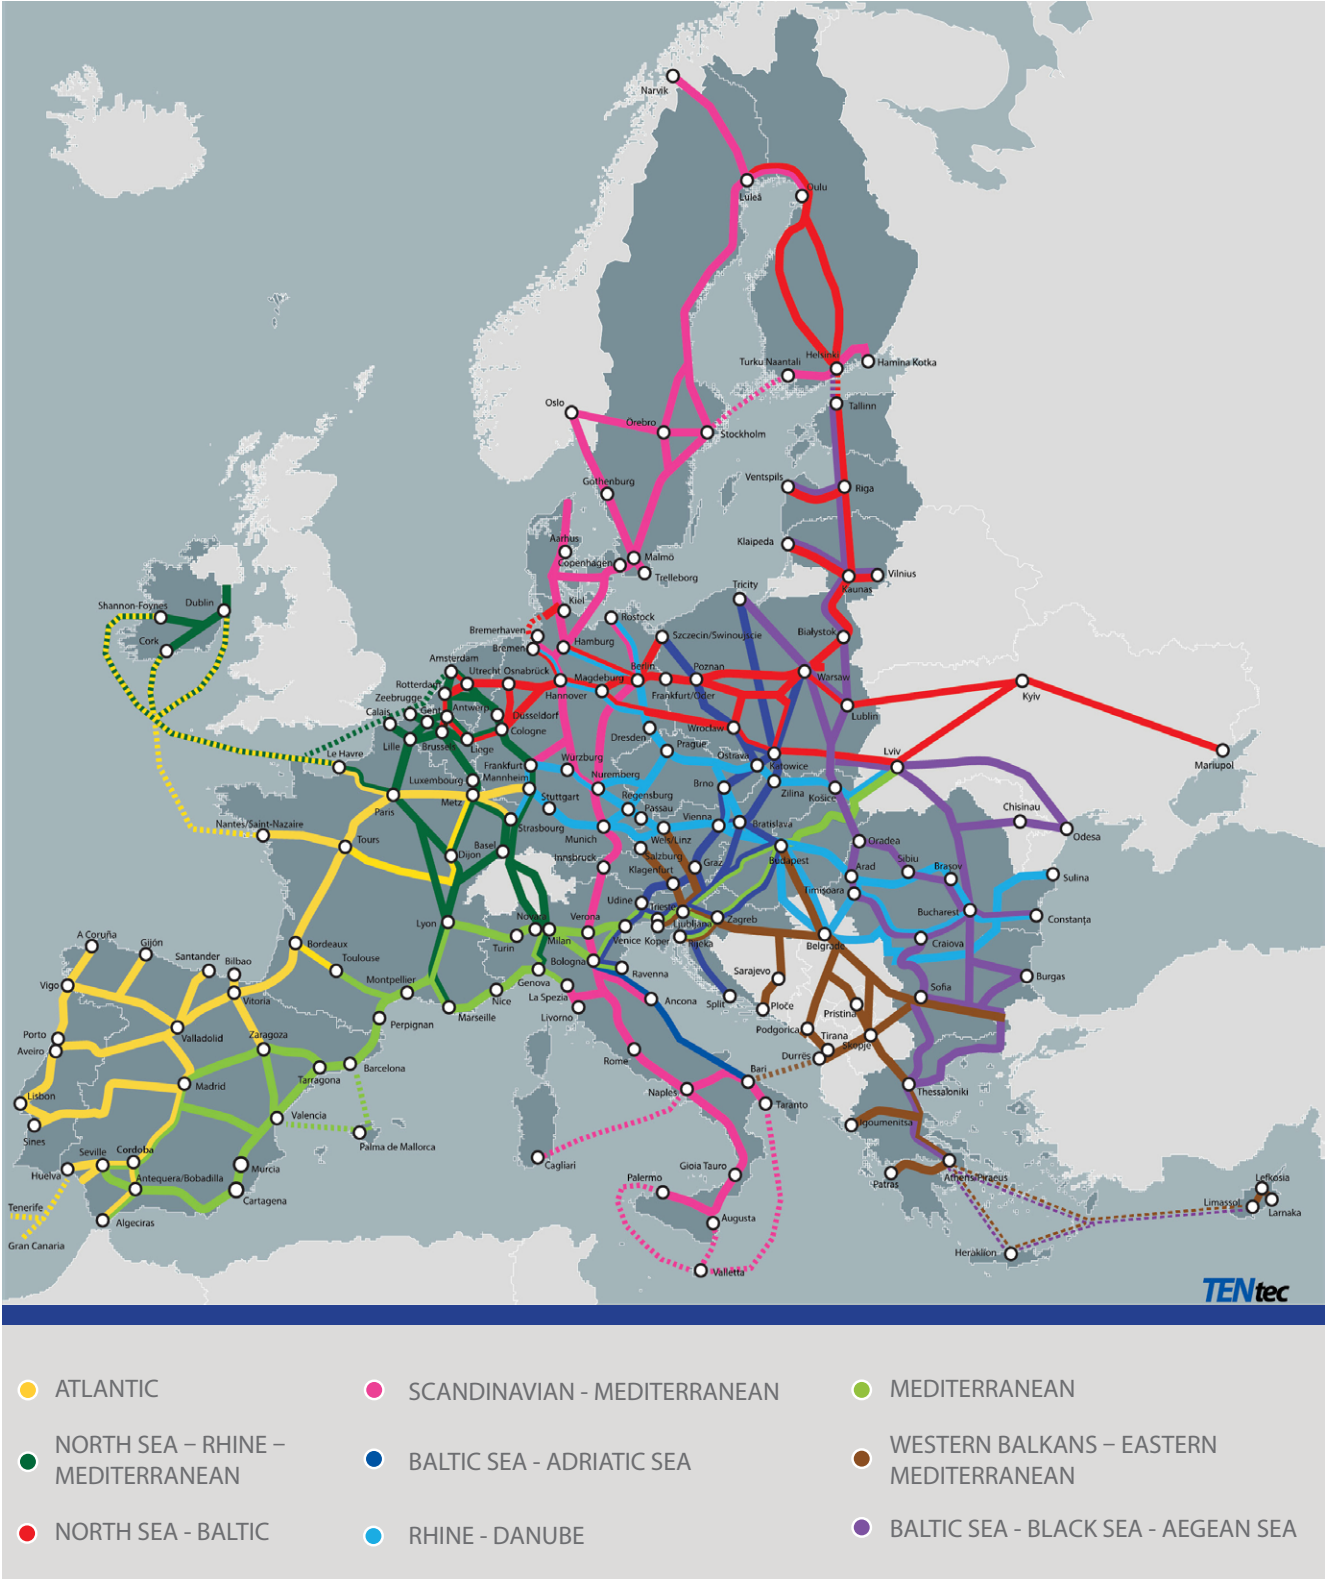 Narvik
Luleå
Oulu
Helsinki
Turku Naantali
Hamina Kotka
Tallinn
Oslo
Örebro
Stockholm
Ventspils
Riga
Gothenburg
Klaipeda
Aarhus
Copenhagen
Malmö
Trelleborg
Vilnius
Kaunas
Tricity
Shannon-Foynes
Dublin
Kiel
Rostock
Cork
Bremerhaven
Bremen
Hamburg
Szczecin/Swinoujscie
Białystok
Amsterdam
Utrecht
Osnabrück
Berlin
Poznan
Rotterdam
Magdeburg
Warsaw
Kyiv
Zeebrugge
Hannover
Frankfurt/Oder
Calais
Gent
Antwerp
Düsseldorf
Lublin
Cologne
Wrocław
Lille
Brussels
Liege
Dresden
Prague
Le Havre
Ostrava
Katowice
Lviv
Mariupol
Frankfurt
Würzburg
Luxembourg
Mannheim
Nuremberg
Brno
Zilina
Košice
Paris
Metz
Stuttgart
Regensburg
Passau
Chisinau
Nantes/Saint-Nazaire
Strasbourg
Vienna
Bratislava
Odesa
Tours
Munich
Wels/Linz
Basel
Salzburg
Oradea
Dijon
Innsbruck
Klagenfurt
Graz
Budapest
Arad
Sibiu
Braşov
Sulina
Timişoara
Udine
Trieste
Lyon
Novara
Verona
Ljubljana
Zagreb
Bucharest
Constanţa
A Coruña
Gijón
Turin
Milan
Venice
Koper
Rijeka
Belgrade
Craiova
Bordeaux
Santander
Bilbao
Toulouse
Bologna
Ravenna
Sarajevo
Burgas
Vigo
Vitoria
Montpellier
Genova
Nice
La Spezia
Ancona
Split
Sofia
Marseille
Livorno
Ploče
Pristina
Perpignan
Podgorica
Porto
Valladolid
Zaragoza
Tirana
Skopje
Aveiro
Rome
Durrës
Barcelona
Tarragona
Bari
Madrid
Naples
Thessaloniki
Lisbon
Taranto
Valencia
Igoumenitsa
Sines
Palma de Mallorca
Seville
Cordoba
Cagliari
Huelva
Murcia
Gioia Tauro
Antequera/Bobadilla
Palermo
Patras
Athens/Piraeus
Lefkosia
Cartagena
Limassol
Larnaka
Tenerife
Algeciras
Augusta
Gran Canaria
Heraklion
Valletta
TENtec
ATLANTIC
NORTH SEA – RHINE –
MEDITERRANEAN
NORTH SEA - BALTIC
SCANDINAVIAN - MEDITERRANEAN
BALTIC SEA - ADRIATIC SEA
RHINE - DANUBE
MEDITERRANEAN
WESTERN BALKANS – EASTERN
MEDITERRANEAN
BALTIC SEA - BLACK SEA - AEGEAN SEA